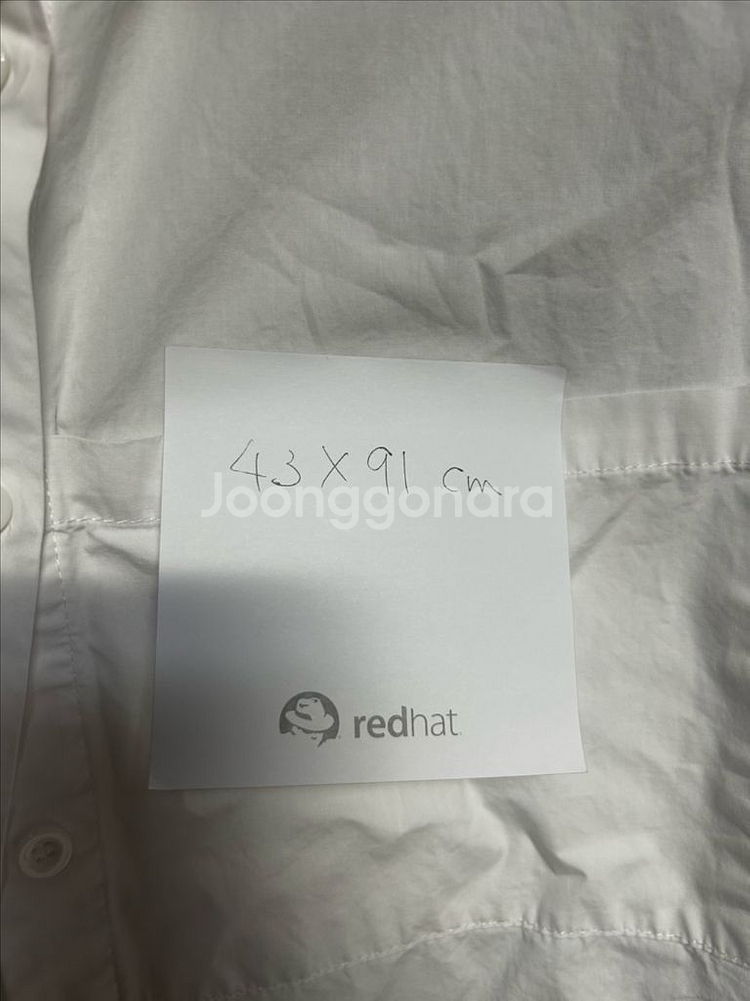 43 X 91 cm
Joonggonara
redhat.